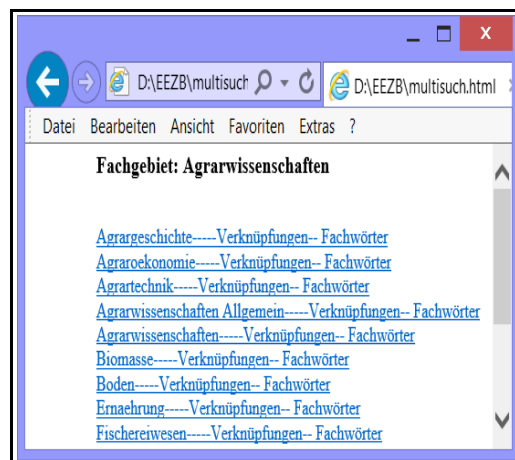 X
D:\EEZB\multisuch
D:\EEZB\multisuch.html
Datei Bearbeiten Ansicht Favoriten Extras ?
Fachgebiet: Agrarwissenschaften
Agrargeschichte-----Verknüpfungen-- Fachwörter
Agraroekonomie-----Verknüpfungen-- Fachwörter
Agrartechnik-----Verknüpfungen-- Fachwörter
Agrarwissenschaften Allgemein-----Verknüpfungen-- Fachwörter
Agrarwissenschaften-----Verknüpfungen-- Fachwörter
Biomasse-----Verknüpfungen-- Fachwörter
Boden-----Verknüpfungen-- Fachwörter
Ernaehrung-----Verknüpfungen-- Fachwörter
Fischereiwesen-----Verknüpfungen-- Fachwörter